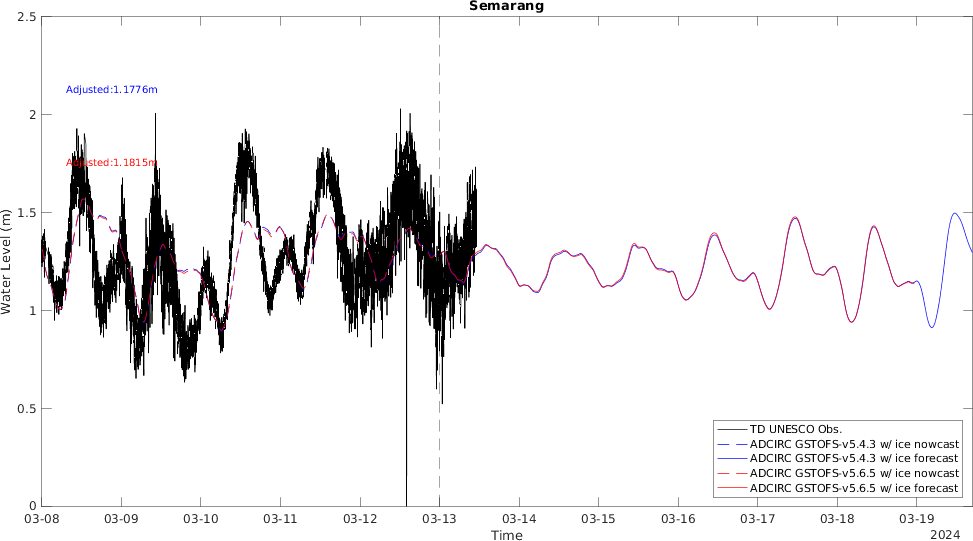 Semarang
2.5
2
1.5
1
0.5
0
Water Level (m)
Adjusted:1.1776m
Adjusted:1.1815m
TD UNESCO Obs.
ADCIRC GSTOFS-v5.4.3 w/ ice nowcast
ADCIRC GSTOFS-v5.4.3 w/ ice forecast
ADCIRC GSTOFS-v5.6.5 w/ ice nowcast
ADCIRC GSTOFS-v5.6.5 w/ ice forecast
03-08 03-09 03-10 03-11 03-12 03-13 03-14 03-15 03-16 03-17 03-18 03-19
Time
2024